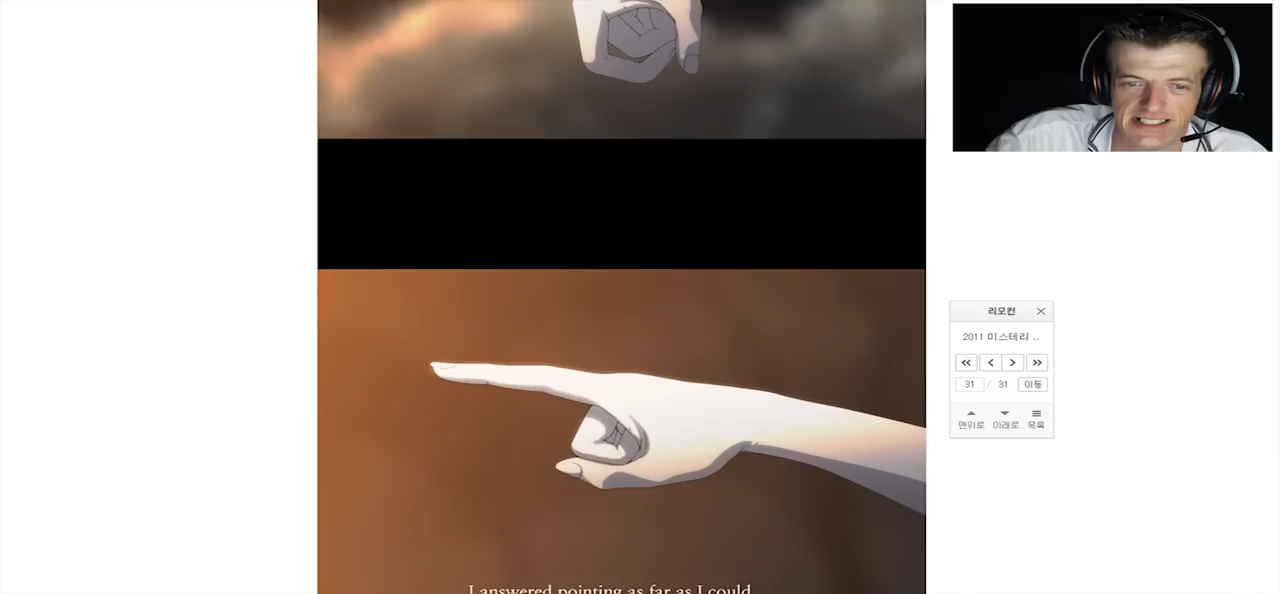 리모컨
2011 미스테리 ..
31 / 31 이동
맨위로 아래로 목록
I answered pointing as far as I could